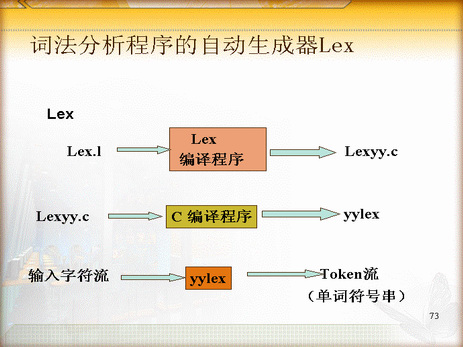 词法分析程序的自动生成器Lex
Lex
Lex.l
Lex
编译程序
Lexyy.c
Lexyy.c
C 编译程序
yylex
输入字符流
yylex
Token流
（单词符号串）
73